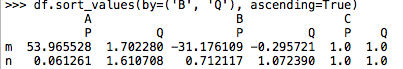 >>> df.sort_values(by=('B', 'Q'), ascending=True)
A B C
P Q P Q P Q
m 53.965528 1.702280 -31.176109 -0.295721 1.0 1.0
n 0.061261 1.610708 0.712117 1.072390 1.0 1.0